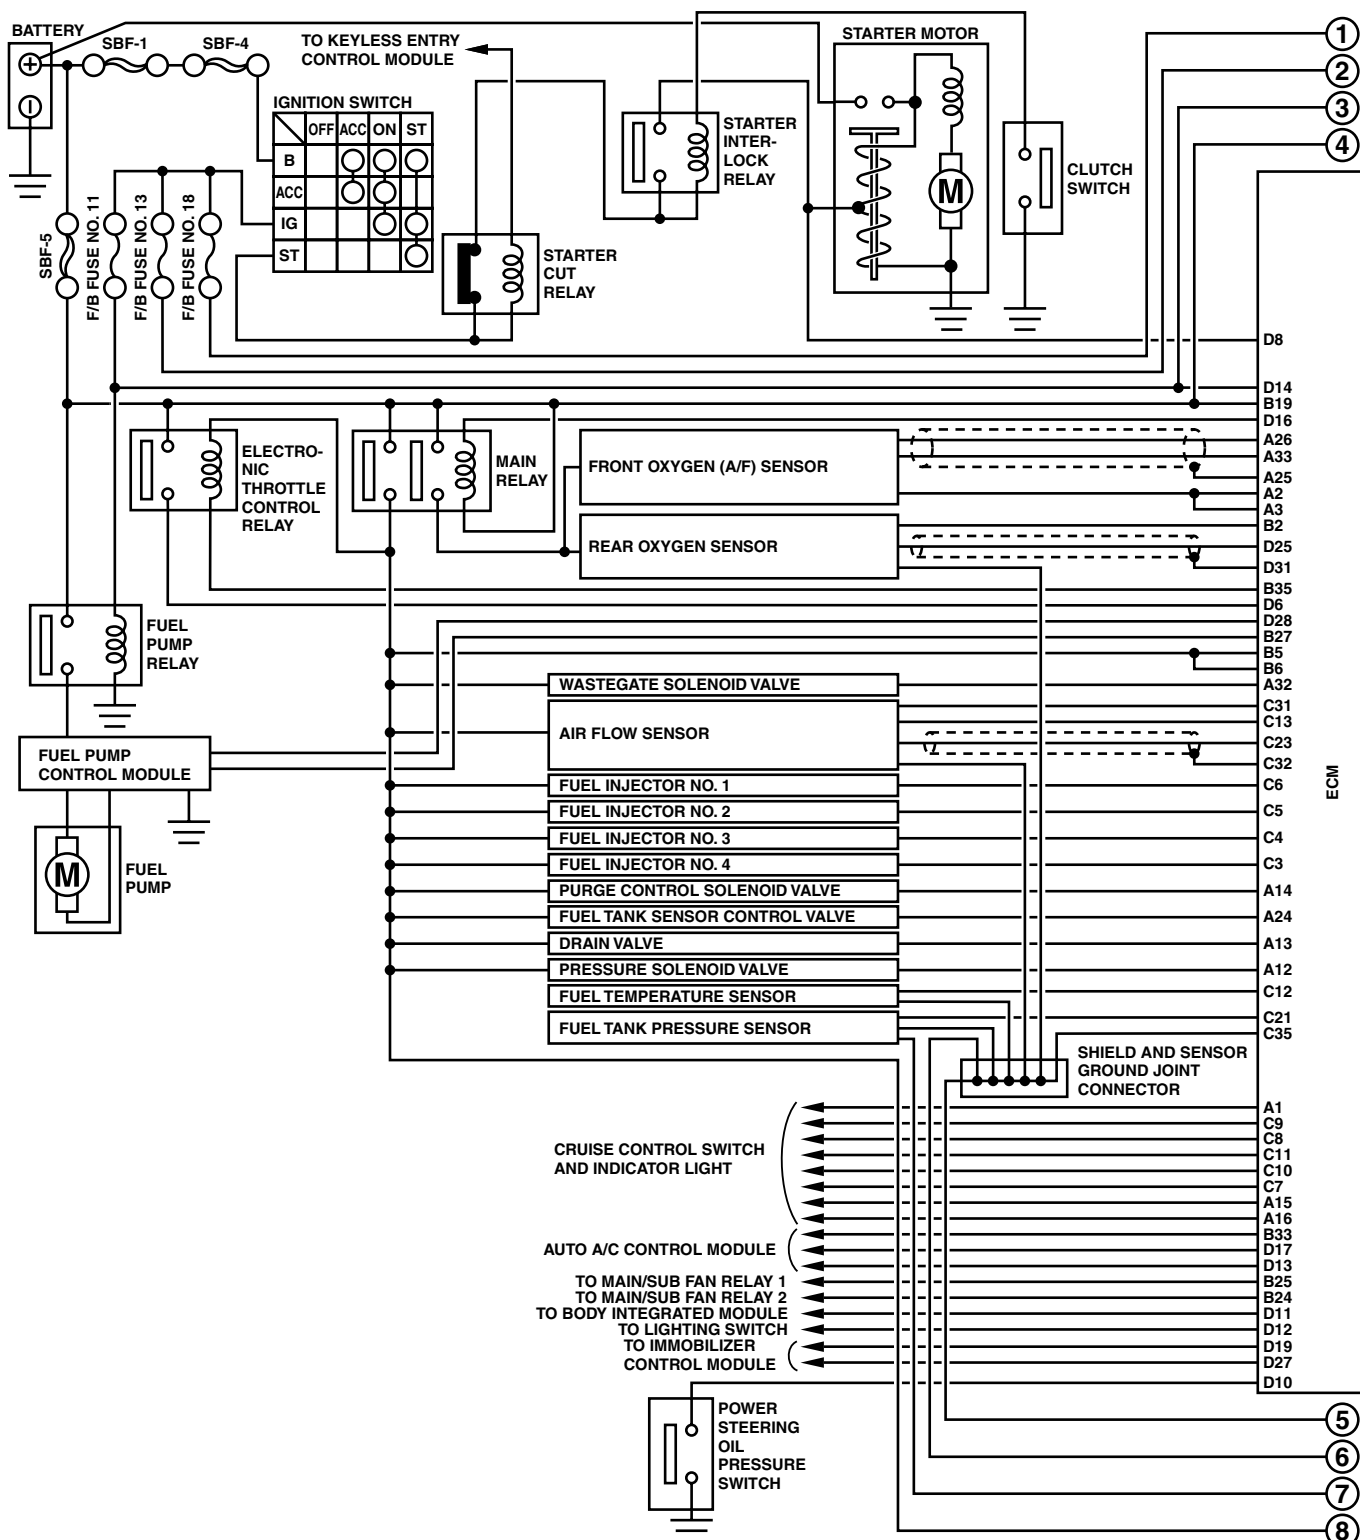 BATTERY
SBF-1
SBF-4
TO KEYLESS ENTRY
CONTROL MODULE
STARTER MOTOR
1
2
3
4
IGNITION SWITCH
OFF ACC ON ST
B
ACC
IG
ST
STARTER
INTER-
LOCK
RELAY
M
CLUTCH
SWITCH
SBF-5
F/B FUSE NO. 11
F/B FUSE NO. 13
F/B FUSE NO. 18
STARTER
CUT
RELAY
D8
D14
B19
D16
A26
A33
A25
A2
A3
B2
D25
D31
B35
D6
D28
B27
B5
B6
A32
C31
C13
C23
C32
C6
C5
C4
C3
A14
A24
A13
A12
C12
C21
C35
ECM
ELECTRO-
NIC
THROTTLE
CONTROL
RELAY
MAIN
RELAY
FRONT OXYGEN (A/F) SENSOR
REAR OXYGEN SENSOR
FUEL
PUMP
RELAY
WASTEGATE SOLENOID VALVE
AIR FLOW SENSOR
FUEL PUMP
CONTROL MODULE
FUEL INJECTOR NO. 1
FUEL INJECTOR NO. 2
FUEL INJECTOR NO. 3
FUEL INJECTOR NO. 4
M
FUEL
PUMP
PURGE CONTROL SOLENOID VALVE
FUEL TANK SENSOR CONTROL VALVE
DRAIN VALVE
PRESSURE SOLENOID VALVE
FUEL TEMPERATURE SENSOR
FUEL TANK PRESSURE SENSOR
SHIELD AND SENSOR
GROUND JOINT
CONNECTOR
CRUISE CONTROL SWITCH
AND INDICATOR LIGHT
A1
C9
C8
C11
C10
C7
A15
A16
AUTO A/C CONTROL MODULE
B33
D17
D13
TO MAIN/SUB FAN RELAY 1
B25
TO MAIN/SUB FAN RELAY 2
B24
TO BODY INTEGRATED MODULE
D11
TO LIGHTING SWITCH
D12
TO IMMOBILIZER
CONTROL MODULE
D19
D27
D10
POWER
STEERING
OIL
PRESSURE
SWITCH
5
6
7
8